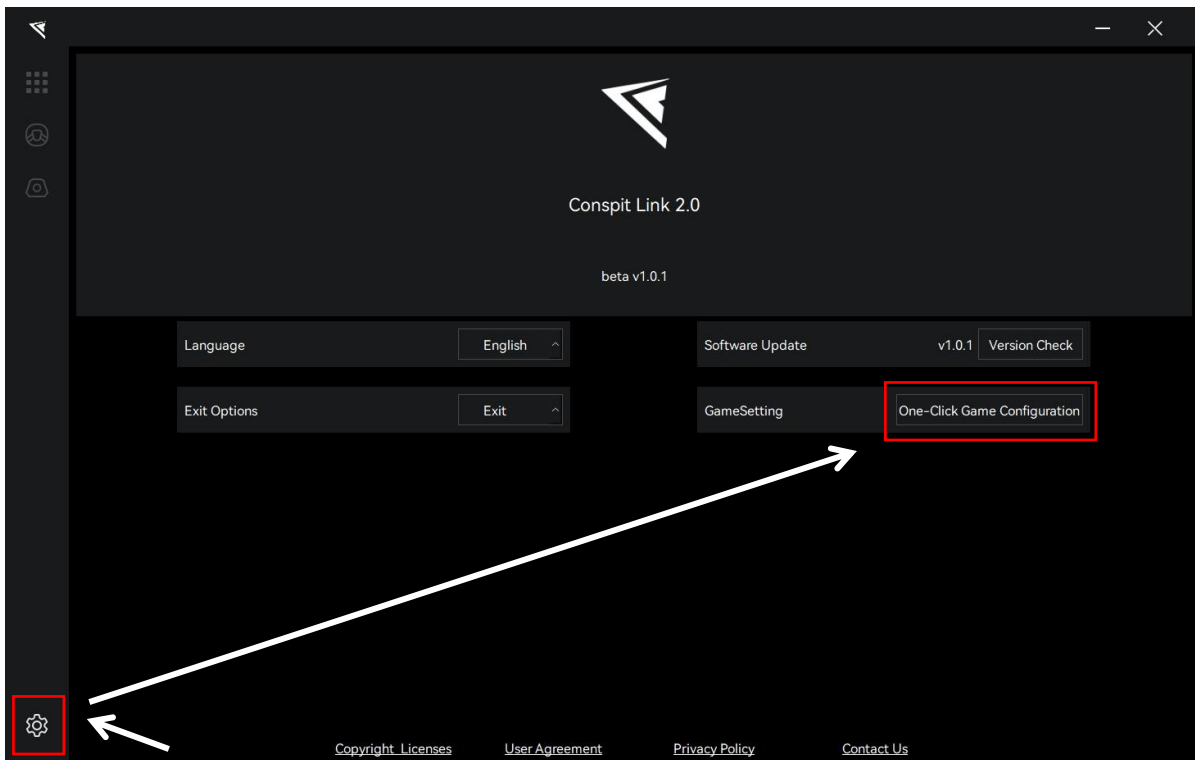 Conspit Link 2.0
beta v1.0.1
Language English Software Update v1.0.1 Version Check
Exit Options Exit GameSetting One-Click Game Configuration
Copyright Licenses User Agreement Privacy Policy Contact Us